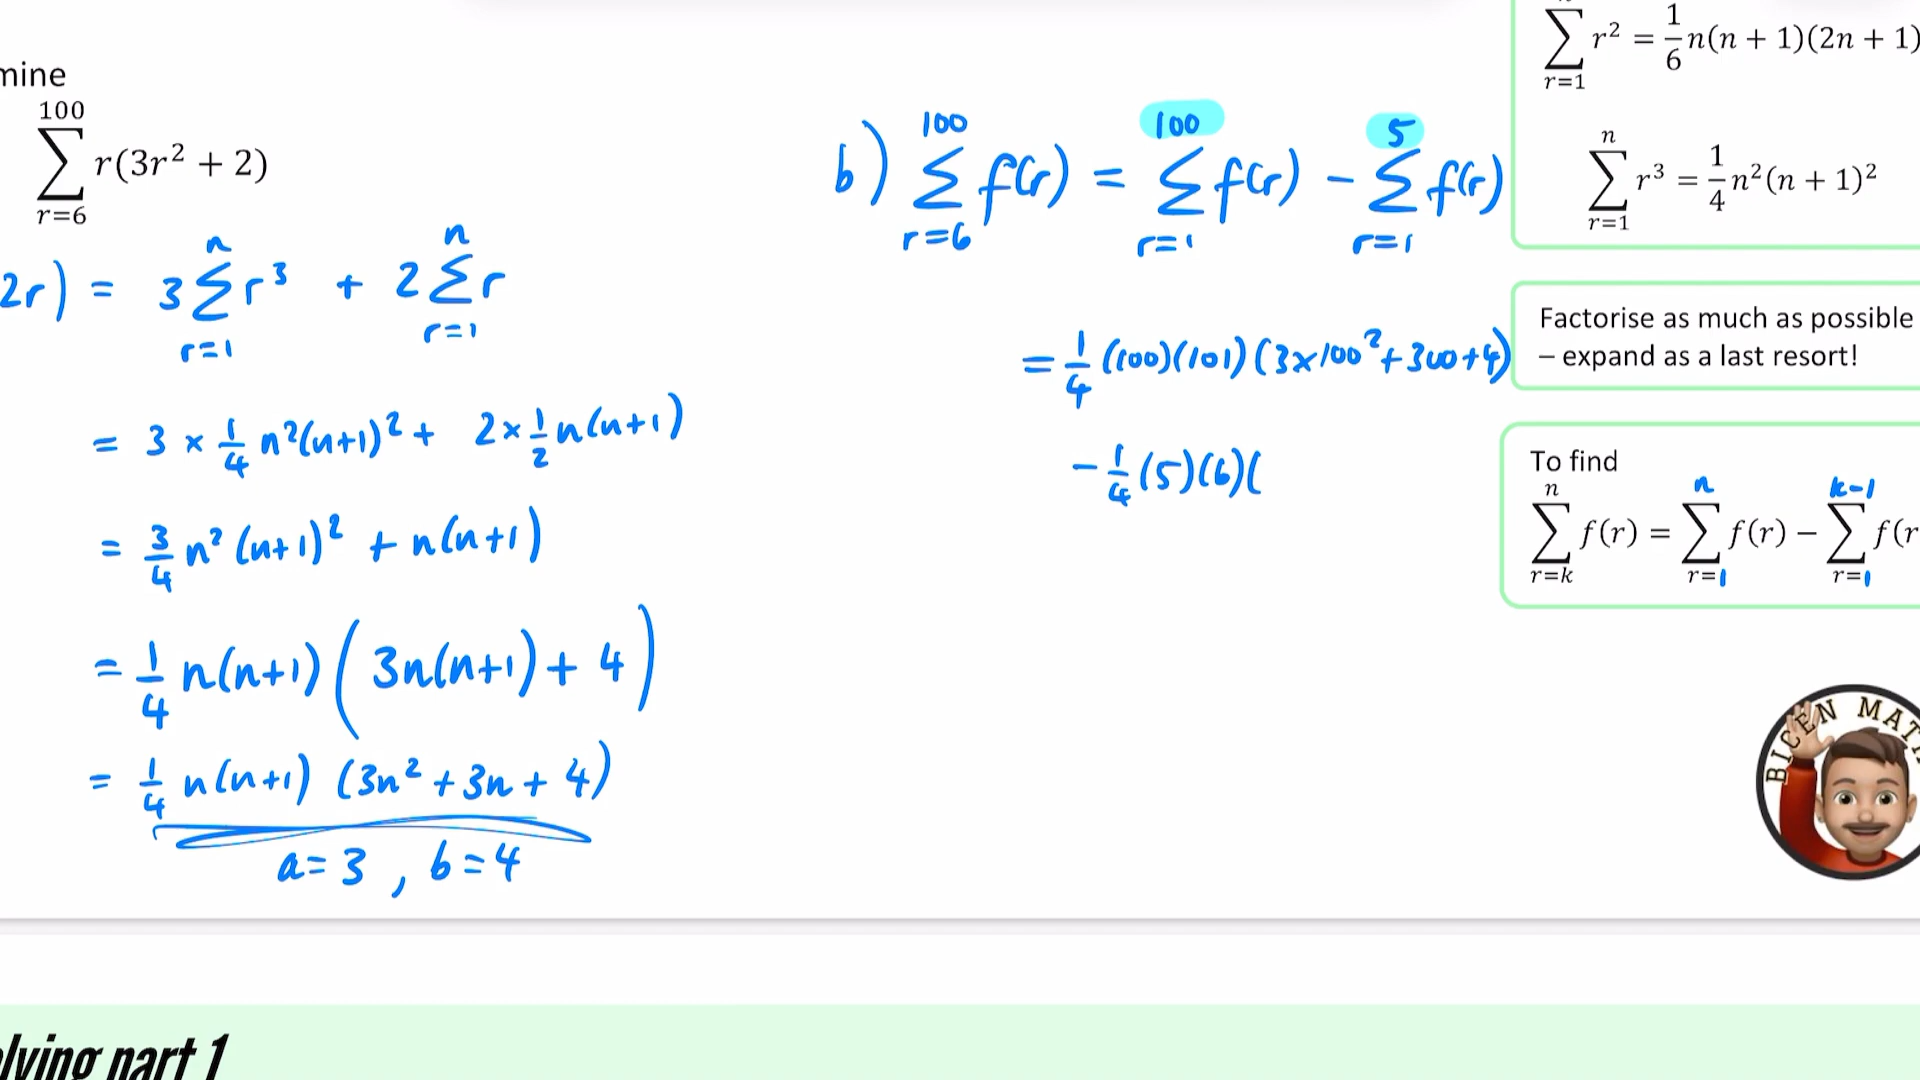 mine
100
∑ r(3r² + 2)
r=6
2r) = 3 ∑ r³ + 2 ∑ r
n n
r=1 r=1
= 3 × 1/4 n²(n+1)² + 2 × 1/2 n(n+1)
= 3/4 n² (n+1)² + n(n+1)
= 1/4 n(n+1) ( 3n(n+1) + 4 )
= 1/4 n(n+1) (3n² + 3n + 4)
a = 3 , b = 4
b) ∑ f(r) = ∑ f(r) − ∑ f(r)
100 100 5
r=6 r=1 r=1
= 1/4 (100)(101)(3×100² + 300 + 4)
− 1/4 (5)(6)(
∑ r² = 1/6 n(n + 1)(2n + 1)
r=1
n
∑ r³ = 1/4 n²(n + 1)²
r=1
Factorise as much as possible
– expand as a last resort!
To find
n n k-1
∑ f(r) = ∑ f(r) − ∑ f(r
r=k r=1 r=1
BICEN MAT
lving part 1